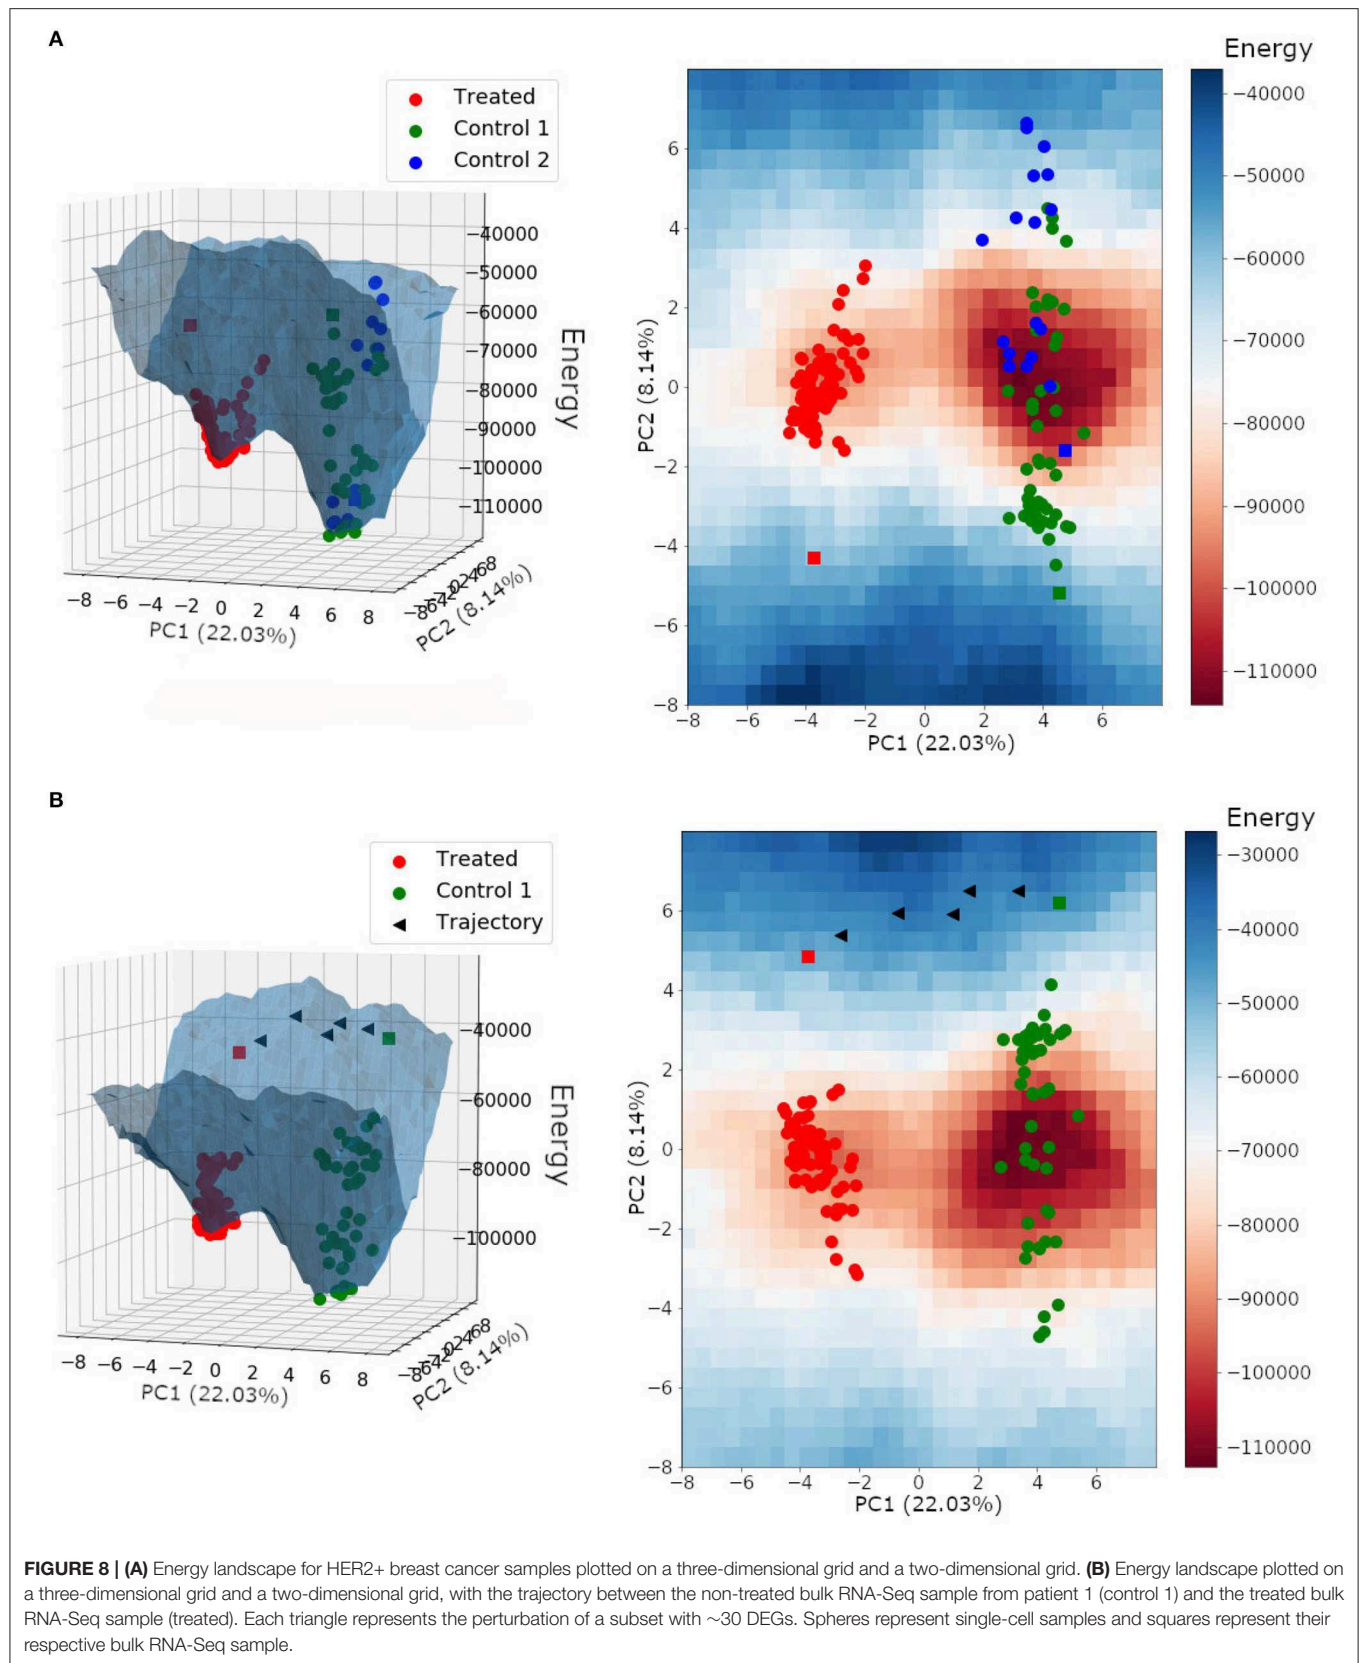 A
Treated
Control 1
Control 2
−40000
−50000
−60000
−70000
−80000
−90000
−100000
−110000
Energy
−8 −6 −4 −2 0 2 4 6 8
PC1 (22.03%)
PC2 (8.14%)
Energy
−40000
−50000
−60000
−70000
−80000
−90000
−100000
−110000
6
4
2
0
−2
−4
−6
−8
PC2 (8.14%)
−8 −6 −4 −2 0 2 4 6
PC1 (22.03%)
B
Treated
Control 1
Trajectory
−40000
−60000
−80000
−100000
Energy
−8 −6 −4 −2 0 2 4 6 8
PC1 (22.03%)
PC2 (8.14%)
Energy
−30000
−40000
−50000
−60000
−70000
−80000
−90000
−100000
−110000
6
4
2
0
−2
−4
−6
−8
PC2 (8.14%)
−8 −6 −4 −2 0 2 4 6
PC1 (22.03%)
FIGURE 8 | (A) Energy landscape for HER2+ breast cancer samples plotted on a three-dimensional grid and a two-dimensional grid. (B) Energy landscape plotted on
a three-dimensional grid and a two-dimensional grid, with the trajectory between the non-treated bulk RNA-Seq sample from patient 1 (control 1) and the treated bulk
RNA-Seq sample (treated). Each triangle represents the perturbation of a subset with ∼30 DEGs. Spheres represent single-cell samples and squares represent their
respective bulk RNA-Seq sample.